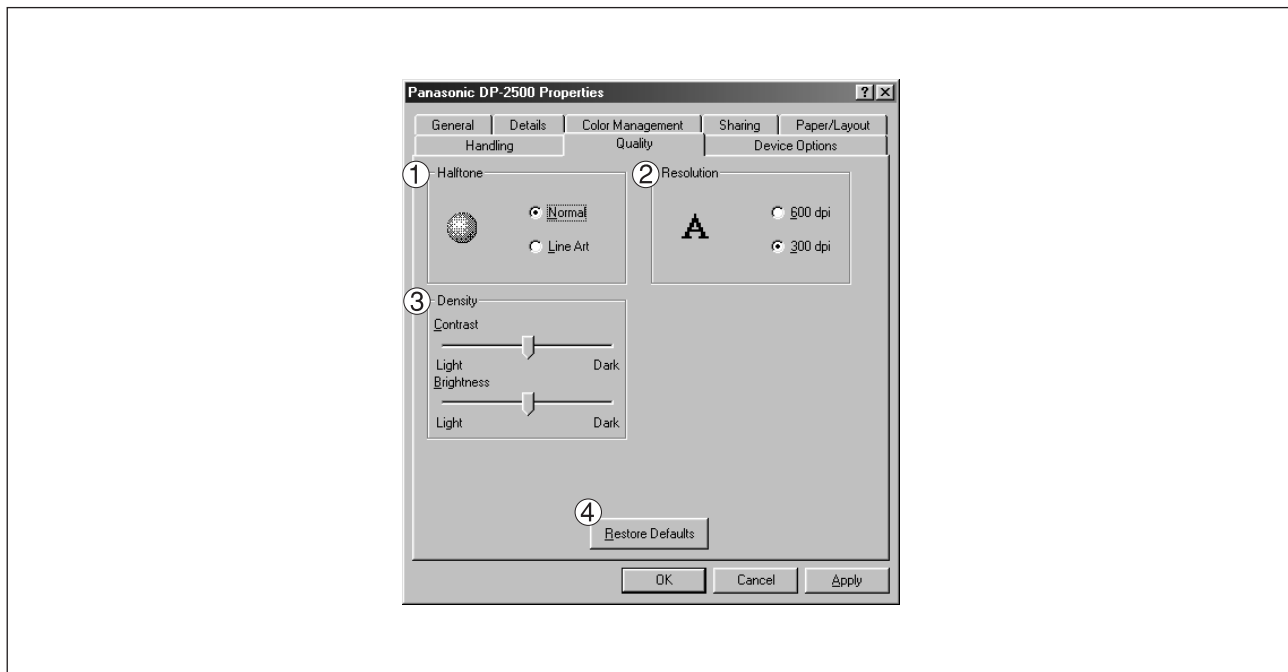 Panasonic DP-2500 Properties
General Details Color Management Sharing Paper/Layout
Handling Quality Device Options
① Halftone
Normal
Line Art
② Resolution
A
600 dpi
300 dpi
③ Density
Contrast
Light Dark
Brightness
Light Dark
④
Restore Defaults
OK Cancel Apply